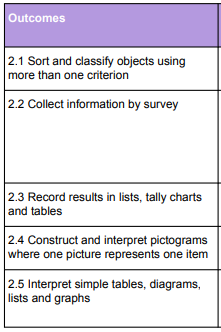 Outcomes
2.1 Sort and classify objects using
more than one criterion
2.2 Collect information by survey
2.3 Record results in lists, tally charts
and tables
2.4 Construct and interpret pictograms
where one picture represents one item
2.5 Interpret simple tables, diagrams,
lists and graphs